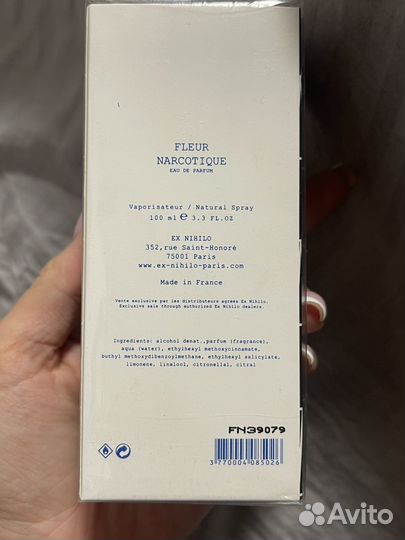 FLEUR
NARCOTIQUE
EAU DE PARFUM
Vaporisateur / Natural Spray
100 ml e 3.3 FL.OZ
EX NIHILO
352,rue Saint-Honoré
75001 Paris
www.ex-nihilo-paris.com
Made in France
Vente exclusive par les distributeurs agréés Ex Nihilo.
Exclusive sale through authorized Ex Nihilo dealers.
Ingredients: alcohol denat.,parfum (fragrance),
aqua (water), ethylhexyl methoxycinnamate,
buthyl methoxydibenzoylmethane, ethylhexyl salicylate,
limonene, linalool, citronellal, citral
FN39079
3 770004 085026
Avito